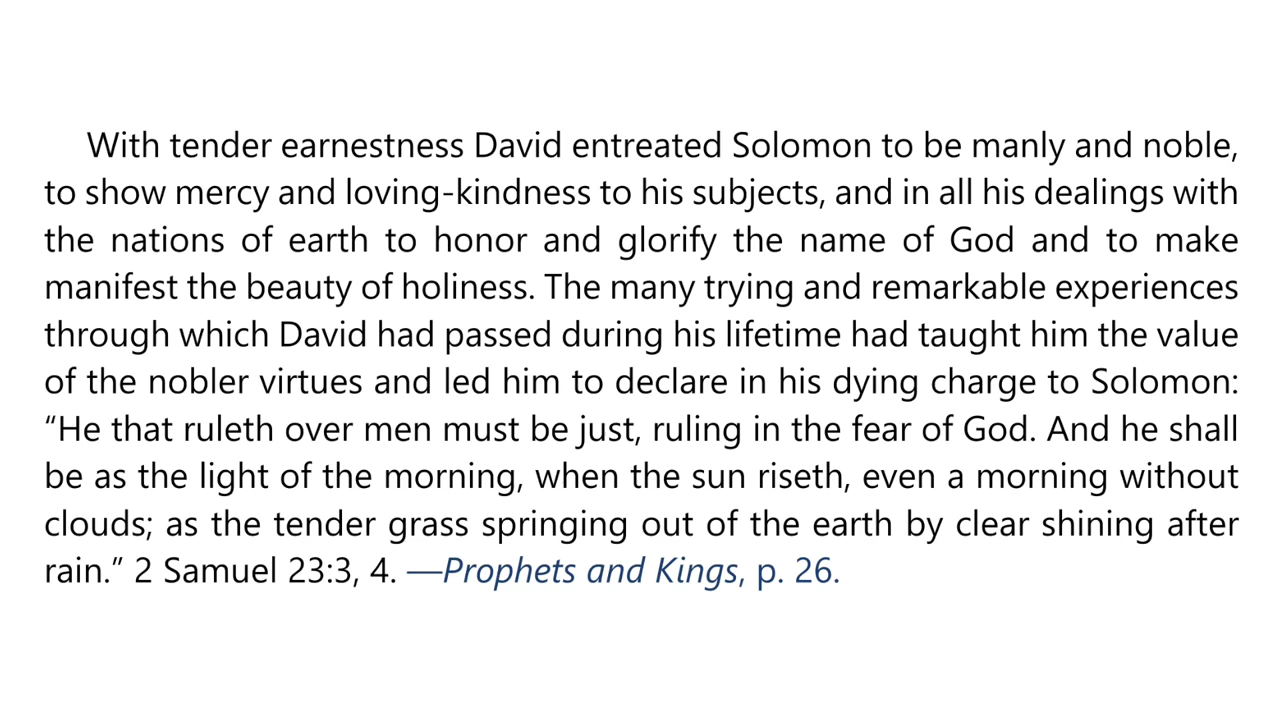 With tender earnestness David entreated Solomon to be manly and noble,
to show mercy and loving-kindness to his subjects, and in all his dealings with
the nations of earth to honor and glorify the name of God and to make
manifest the beauty of holiness. The many trying and remarkable experiences
through which David had passed during his lifetime had taught him the value
of the nobler virtues and led him to declare in his dying charge to Solomon:
“He that ruleth over men must be just, ruling in the fear of God. And he shall
be as the light of the morning, when the sun riseth, even a morning without
clouds; as the tender grass springing out of the earth by clear shining after
rain.” 2 Samuel 23:3, 4. —Prophets and Kings, p. 26.